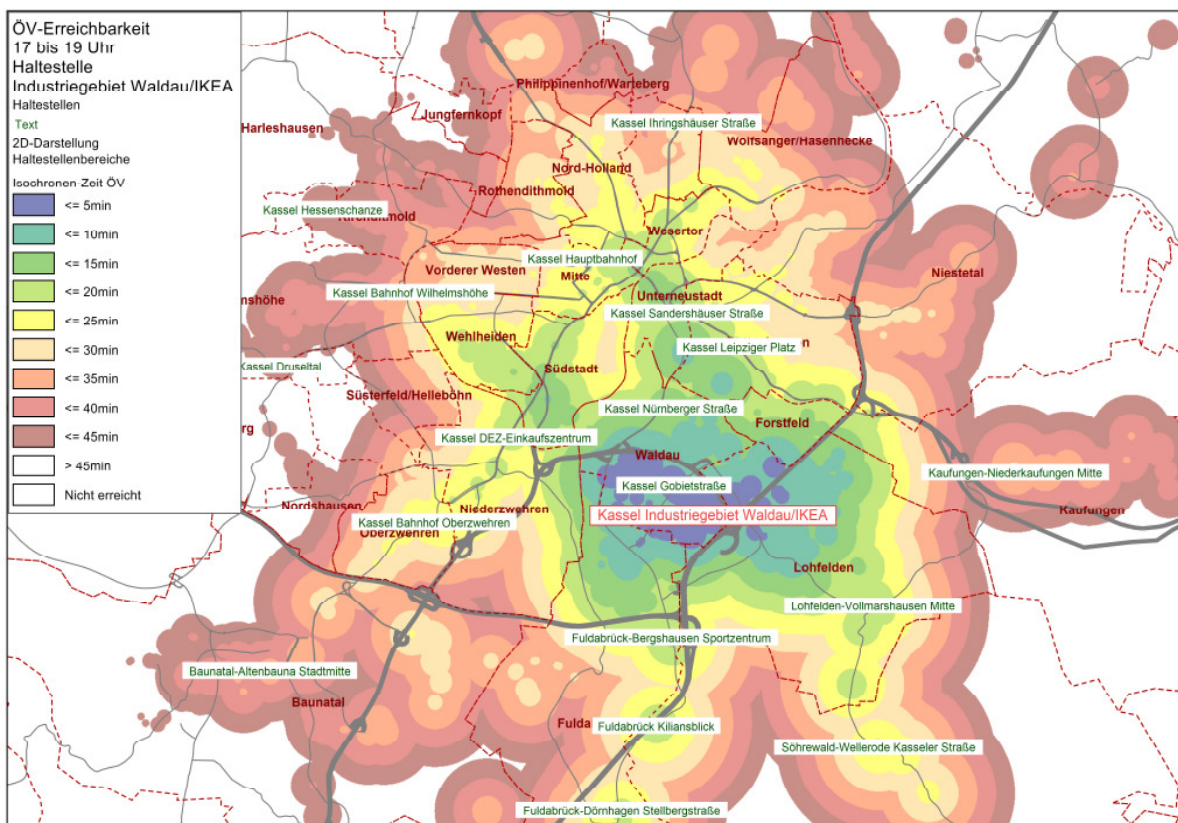 ÖV-Erreichbarkeit
17 bis 19 Uhr
Haltestelle
Industriegebiet Waldau/IKEA
Haltestellen
Text
2D-Darstellung
Haltestellenbereiche
Isochronen-Zeit ÖV
<= 5min
<= 10min
<= 15min
<= 20min
<= 25min
<= 30min
<= 35min
<= 40min
<= 45min
> 45min
Nicht erreicht
Philippinenhof/Warteberg
Jungfernkopf
Kassel Ihringshäuser Straße
Harleshausen
Wolfsanger/Hasenhecke
Nord-Holland
Rothenditmold
Kassel Hessenschanze
Kirchditmold
Wesertor
Kassel Hauptbahnhof
Vorderer Westen
Mitte
Niestetal
mshöhe
Kassel Bahnhof Wilhelmshöhe
Unterneustadt
Kassel Sandershäuser Straße
Wehlheiden
Kassel Leipziger Platz
en
Kassel Druseltal
Südstadt
Süsterfeld/Helleböhn
Kassel Nürnberger Straße
Forstfeld
rg
Kassel DEZ-Einkaufszentrum
Waldau
Kaufungen-Niederkaufungen Mitte
Kassel Gobietstraße
Nordshausen
Niederzwehren
Kassel Industriegebiet Waldau/IKEA
Kaufungen
Kassel Bahnhof Oberzwehren
Oberzwehren
Lohfelden
Lohfelden-Vollmarshausen Mitte
Fuldabrück-Bergshausen Sportzentrum
Baunatal-Altenbauna Stadtmitte
Baunatal
Fulda
Fuldabrück Kiliansblick
Söhrewald-Wellerode Kasseler Straße
Fuldabrück-Dörnhagen Stellbergstraße